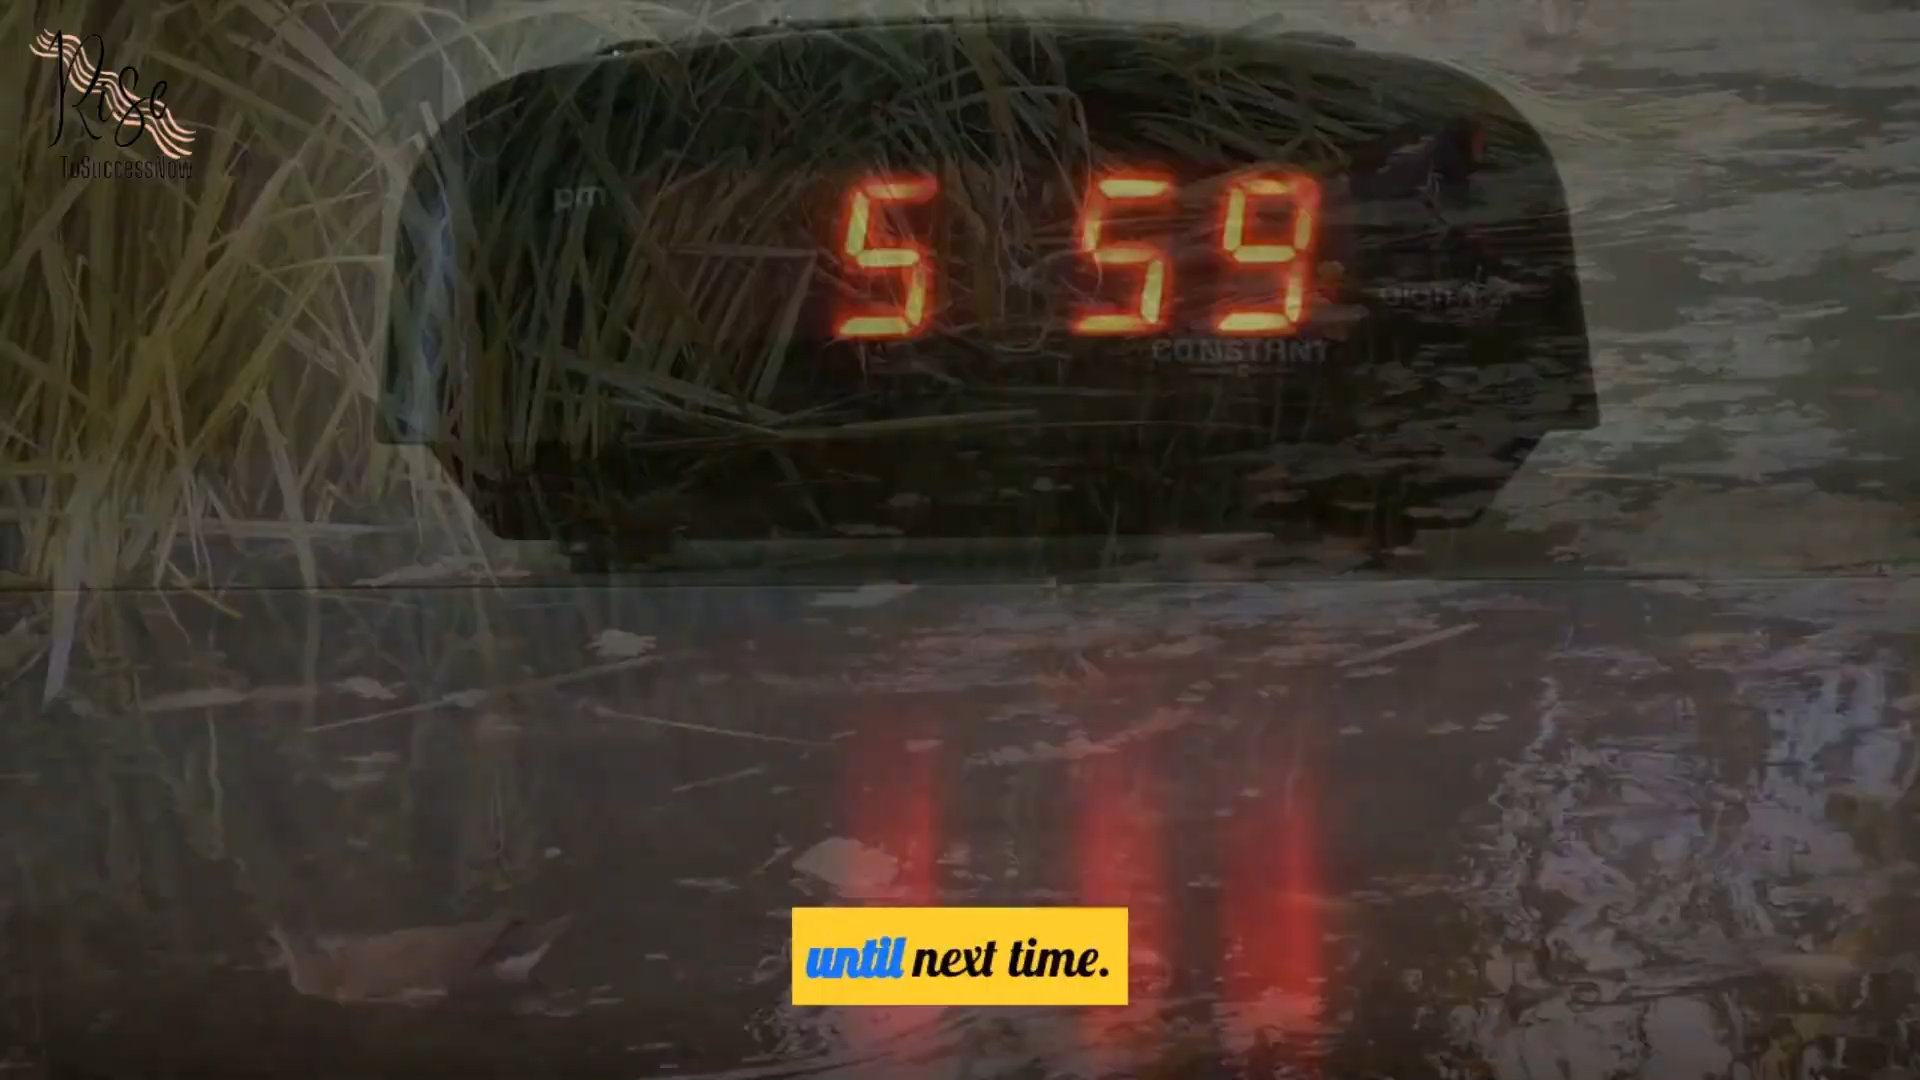 Rise
ToSuccessNow
pm
5 59
CONSTANT
until next time.